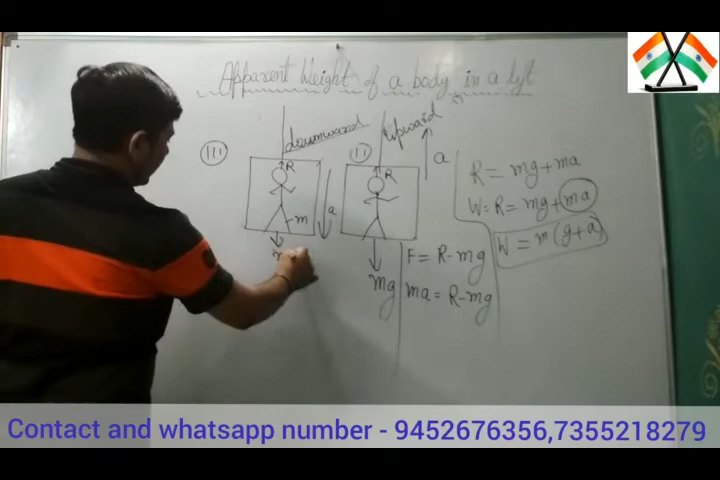 Apparent Weight of a body in a lift
downward
upward
III
II
R
R
a
a
m
m
mg
R = mg + ma
W = R = mg + ma
W = m (g + a)
F = R - mg
ma = R - mg
Contact and whatsapp number - 9452676356,7355218279